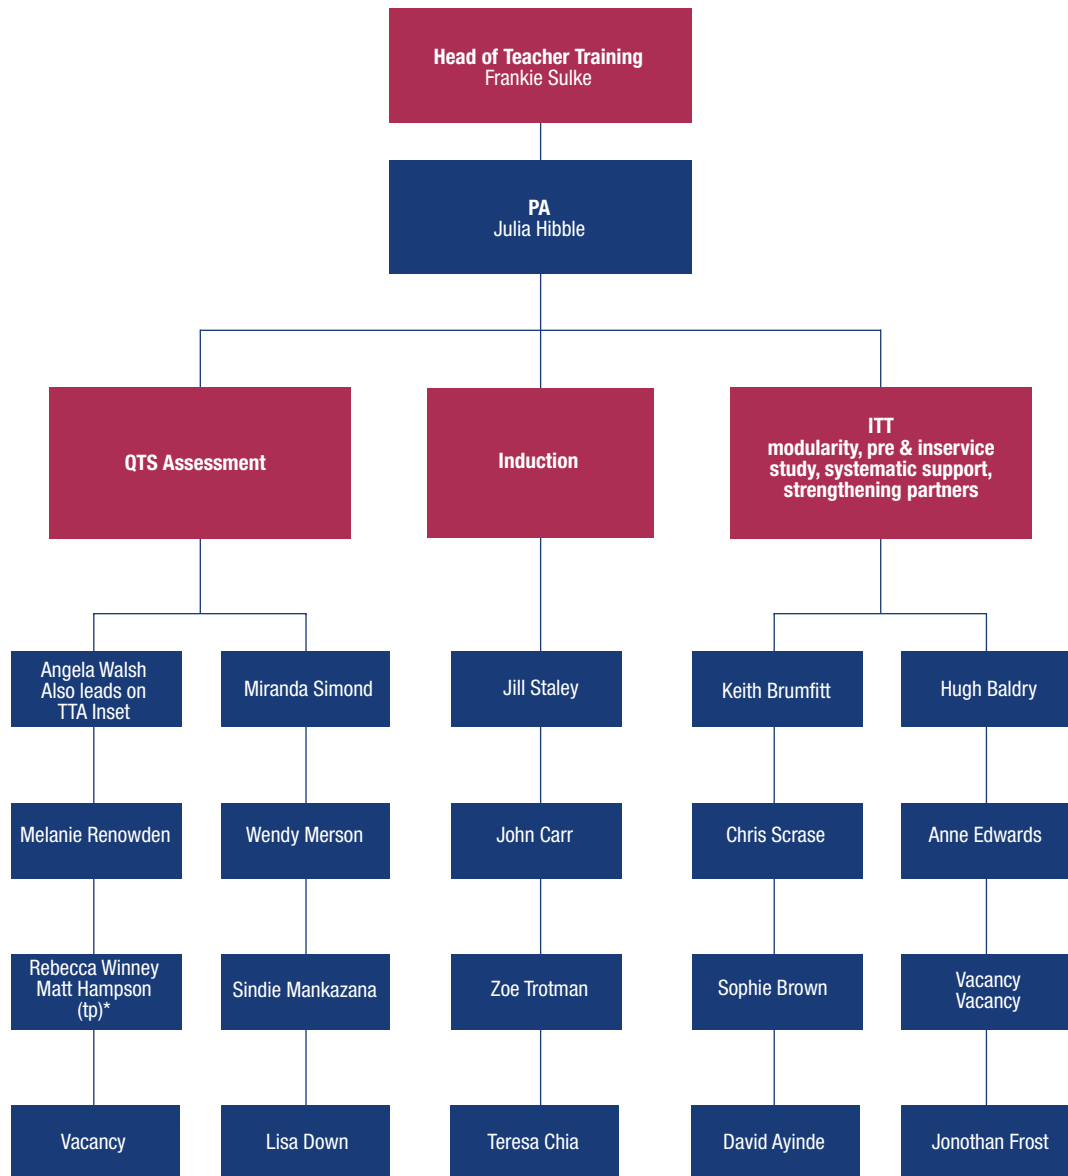 Head of Teacher Training
Frankie Sulke
PA
Julia Hibble
QTS Assessment
Induction
ITT
modularity, pre & inservice
study, systematic support,
strengthening partners
Angela Walsh
Also leads on
TTA Inset
Miranda Simond
Jill Staley
Keith Brumfitt
Hugh Baldry
Melanie Renowden
Wendy Merson
John Carr
Chris Scrase
Anne Edwards
Rebecca Winney
Matt Hampson
(tp)*
Sindie Mankazana
Zoe Trotman
Sophie Brown
Vacancy
Vacancy
Vacancy
Lisa Down
Teresa Chia
David Ayinde
Jonothan Frost